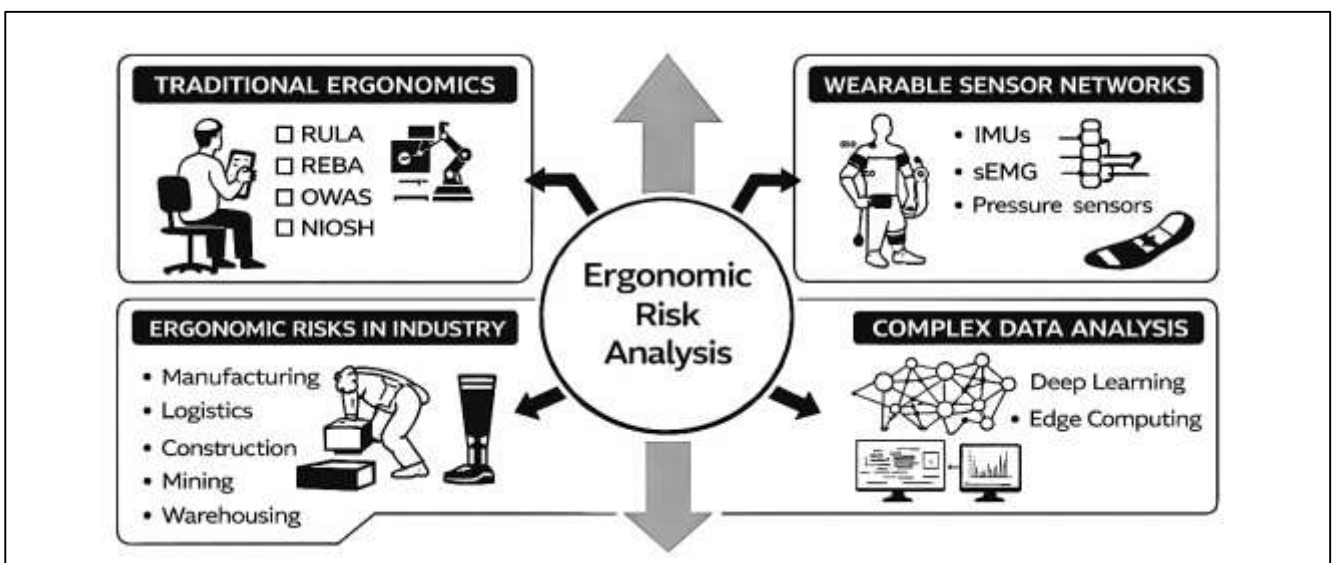 TRADITIONAL ERGONOMICS
☐ RULA
☐ REBA
☐ OWAS
☐ NIOSH
WEARABLE SENSOR NETWORKS
• IMUs
• sEMG
• Pressure sensors
Ergonomic
Risk
Analysis
ERGONOMIC RISKS IN INDUSTRY
• Manufacturing
• Logistics
• Construction
• Mining
• Warehousing
COMPLEX DATA ANALYSIS
Deep Learning
• Edge Computing